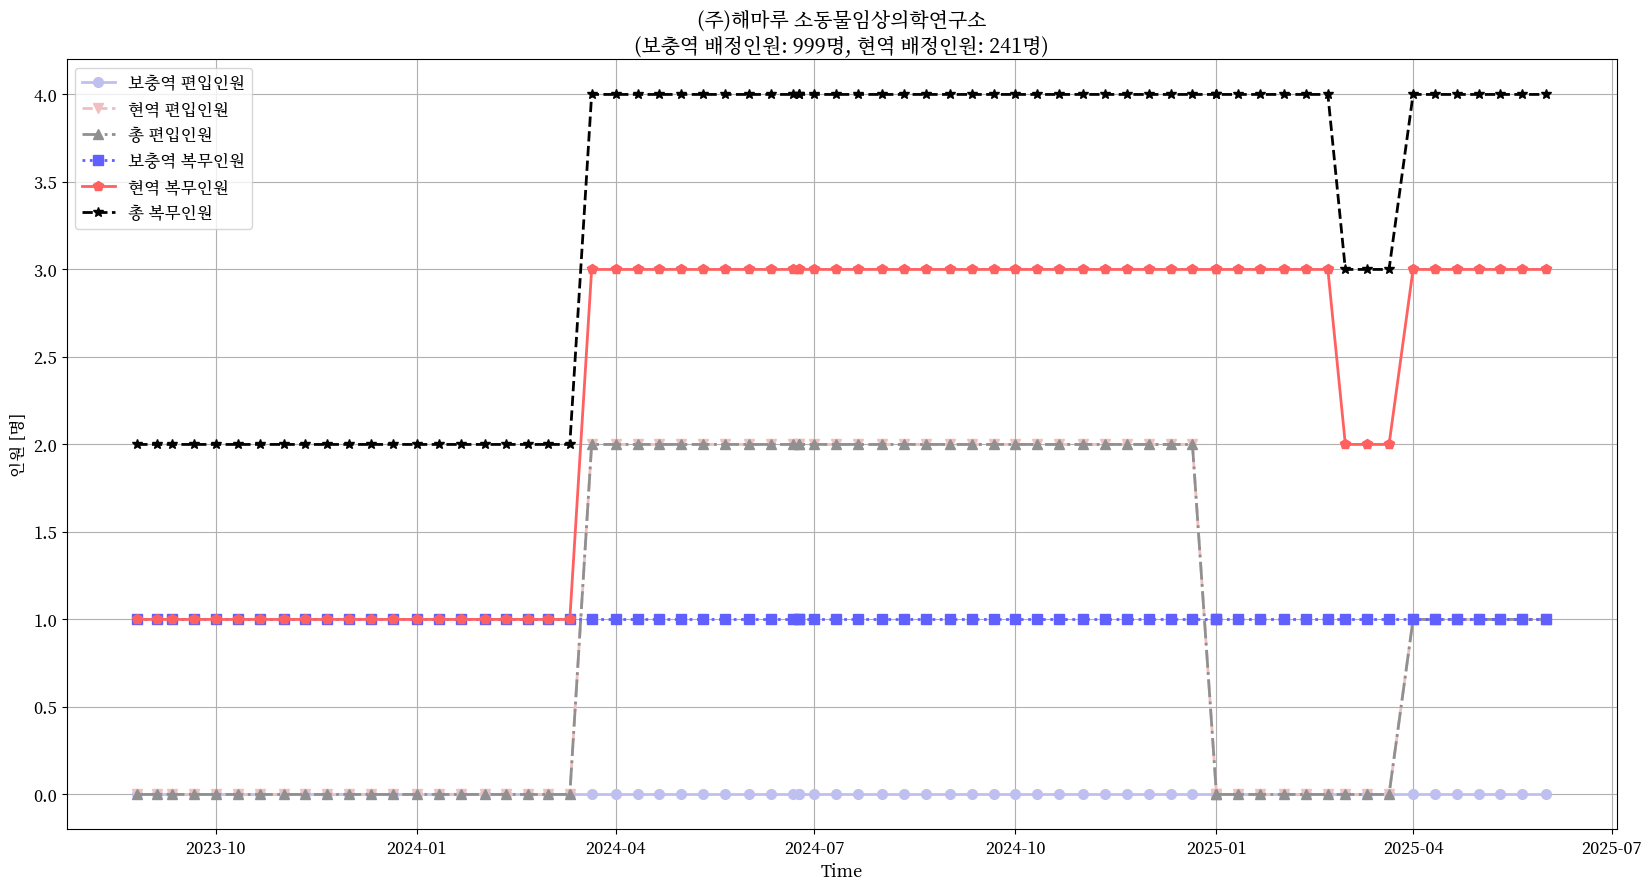 (주)해마루 소동물임상의학연구소
(보충역 배정인원: 999명, 현역 배정인원: 241명)
보충역 편입인원
현역 편입인원
총 편입인원
보충역 복무인원
현역 복무인원
총 복무인원
인원 [명]
4.0
3.5
3.0
2.5
2.0
1.5
1.0
0.5
0.0
2023-10
2024-01
2024-04
2024-07
2024-10
2025-01
2025-04
2025-07
Time